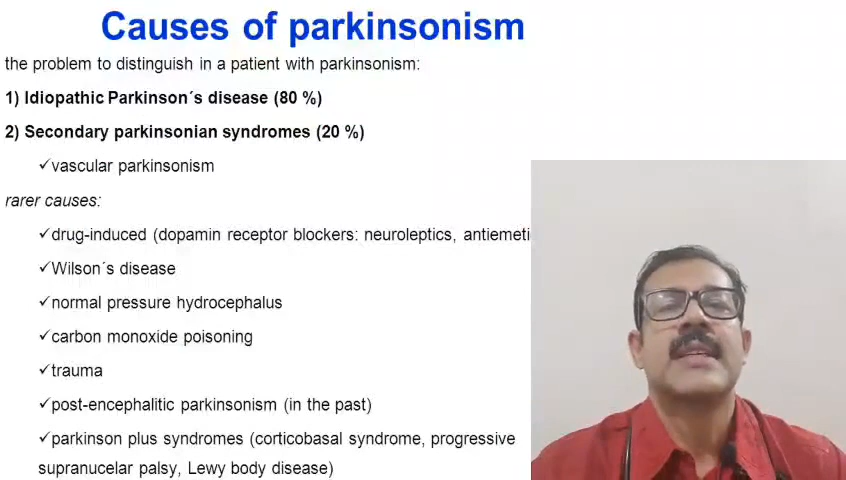 Causes of parkinsonism
the problem to distinguish in a patient with parkinsonism:
1) Idiopathic Parkinson´s disease (80 %)
2) Secondary parkinsonian syndromes (20 %)
✓vascular parkinsonism
rarer causes:
✓drug-induced (dopamin receptor blockers: neuroleptics, antiemeti
✓Wilson´s disease
✓normal pressure hydrocephalus
✓carbon monoxide poisoning
✓trauma
✓post-encephalitic parkinsonism (in the past)
✓parkinson plus syndromes (corticobasal syndrome, progressive
supranucelar palsy, Lewy body disease)